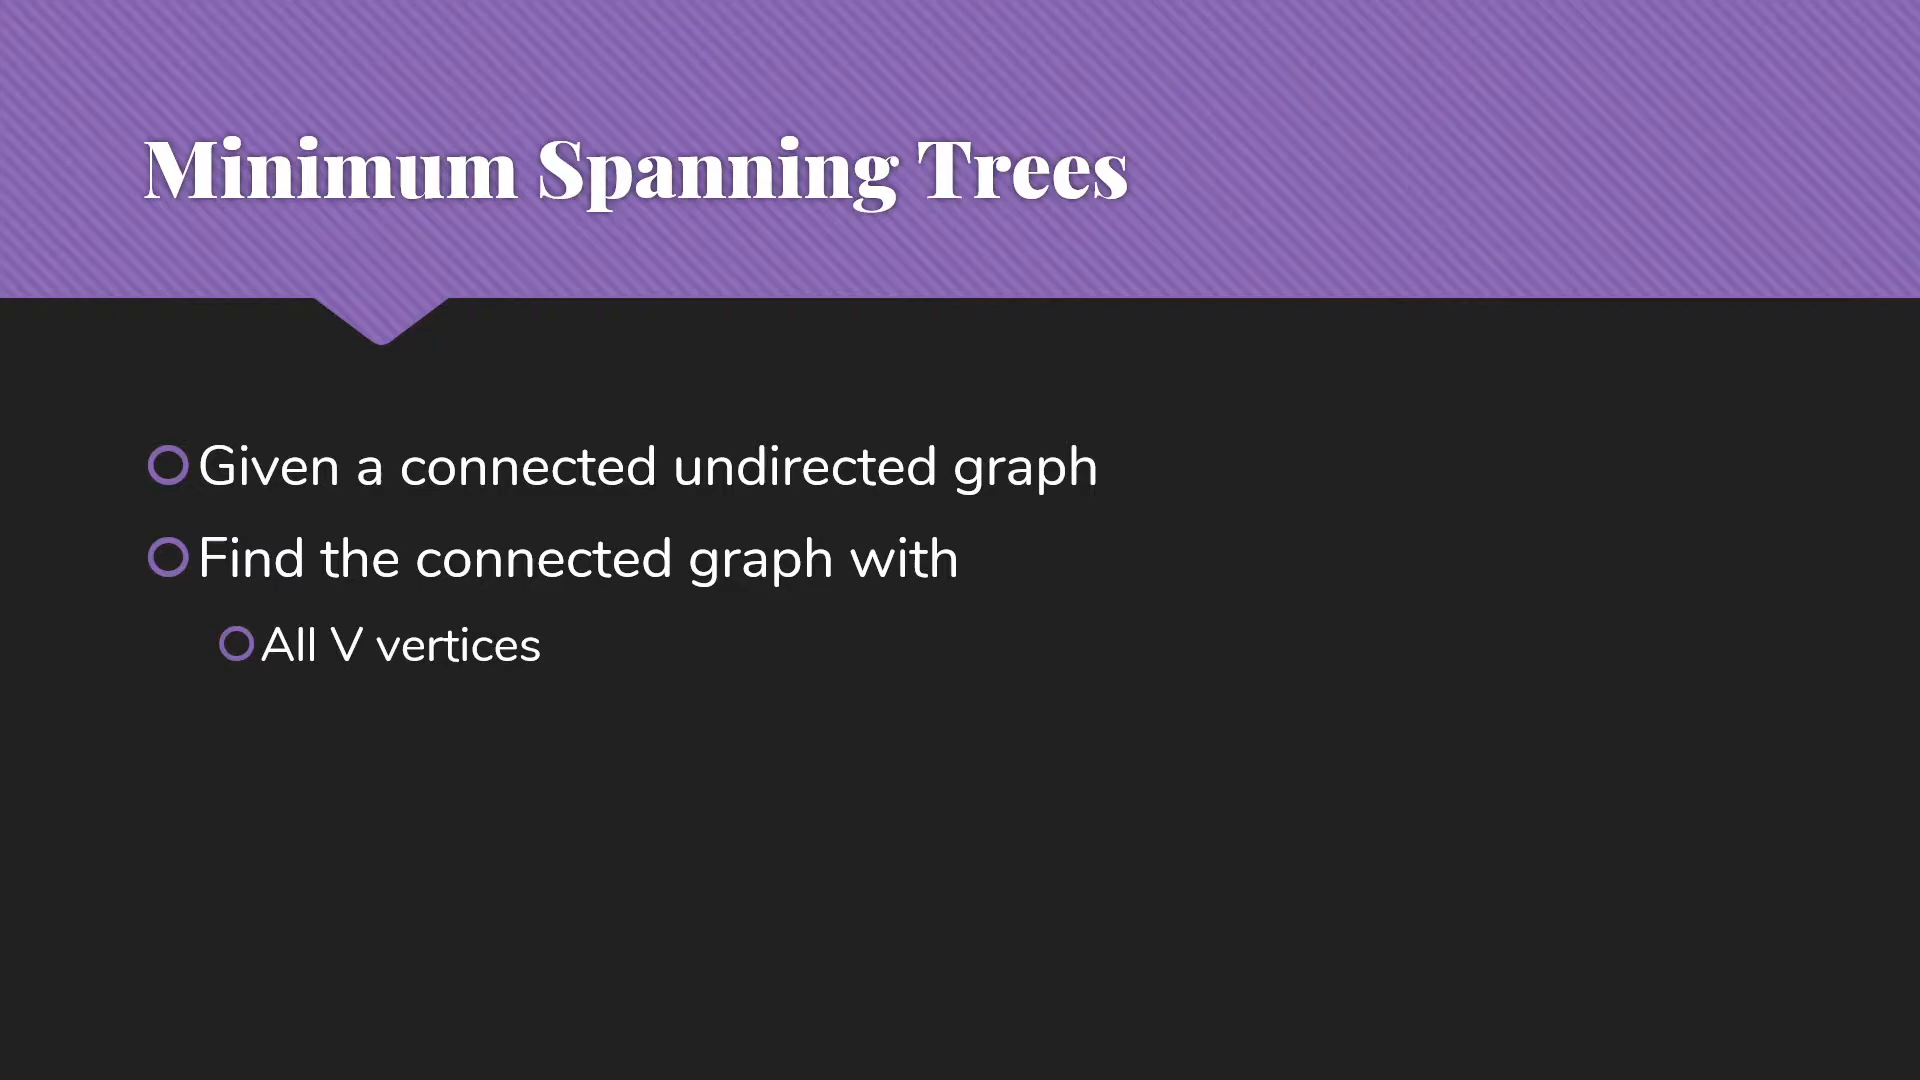 Minimum Spanning Trees
Given a connected undirected graph
Find the connected graph with
All V vertices